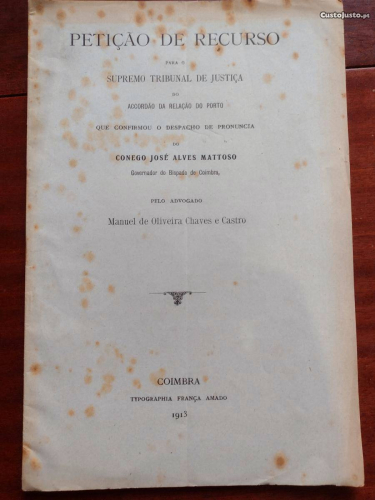 CustoJusto.pt
PETIÇÃO DE RECURSO
PARA O
SUPREMO TRIBUNAL DE JUSTIÇA
DO
ACCORDÃO DA RELAÇÃO DO PORTO
QUE CONFIRMOU O DESPACHO DE PRONUNCIA
DO
CONEGO JOSÉ ALVES MATTOSO
Governador do Bispado de Coimbra,
PELO ADVOGADO
Manuel de Oliveira Chaves e Castro
COIMBRA
TYPOGRAPHIA FRANÇA AMADO
1913